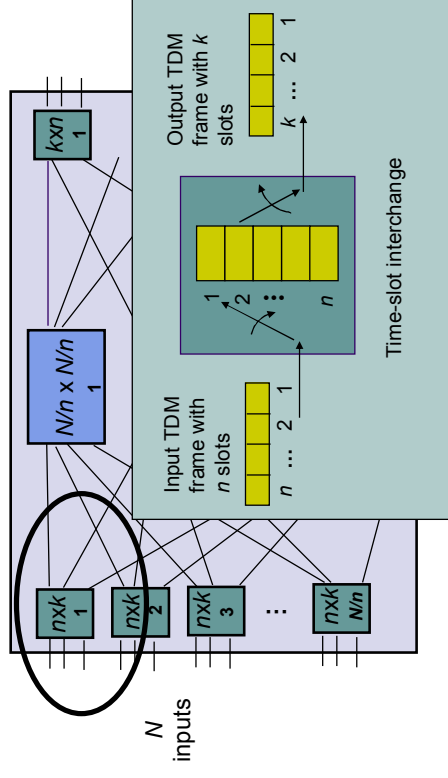 N
inputs
nxk
1
nxk
2
nxk
3
...
nxk
N/n
N/n x N/n
1
kxn
1
Input TDM
frame with
n slots
n ... 2 1
1
2
...
n
Output TDM
frame with k
slots
k ... 2 1
Time-slot interchange